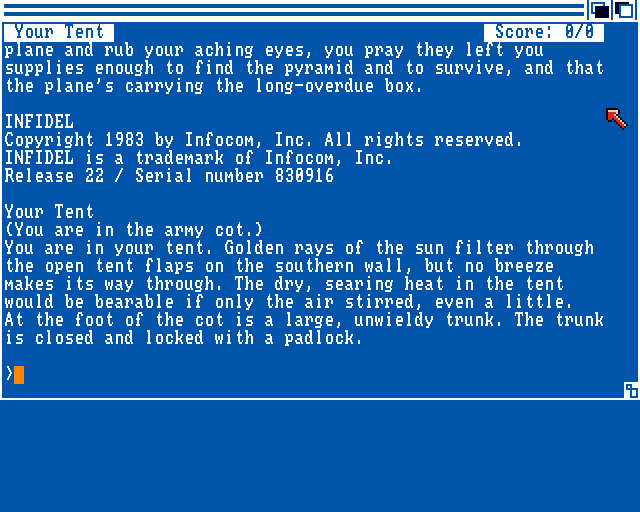 Your Tent Score: 0/0
plane and rub your aching eyes, you pray they left you
supplies enough to find the pyramid and to survive, and that
the plane's carrying the long-overdue box.
INFIDEL
Copyright 1983 by Infocom, Inc. All rights reserved.
INFIDEL is a trademark of Infocom, Inc.
Release 22 / Serial number 830916
Your Tent
(You are in the army cot.)
You are in your tent. Golden rays of the sun filter through
the open tent flaps on the southern wall, but no breeze
makes its way through. The dry, searing heat in the tent
would be bearable if only the air stirred, even a little.
At the foot of the cot is a large, unwieldy trunk. The trunk
is closed and locked with a padlock.
>